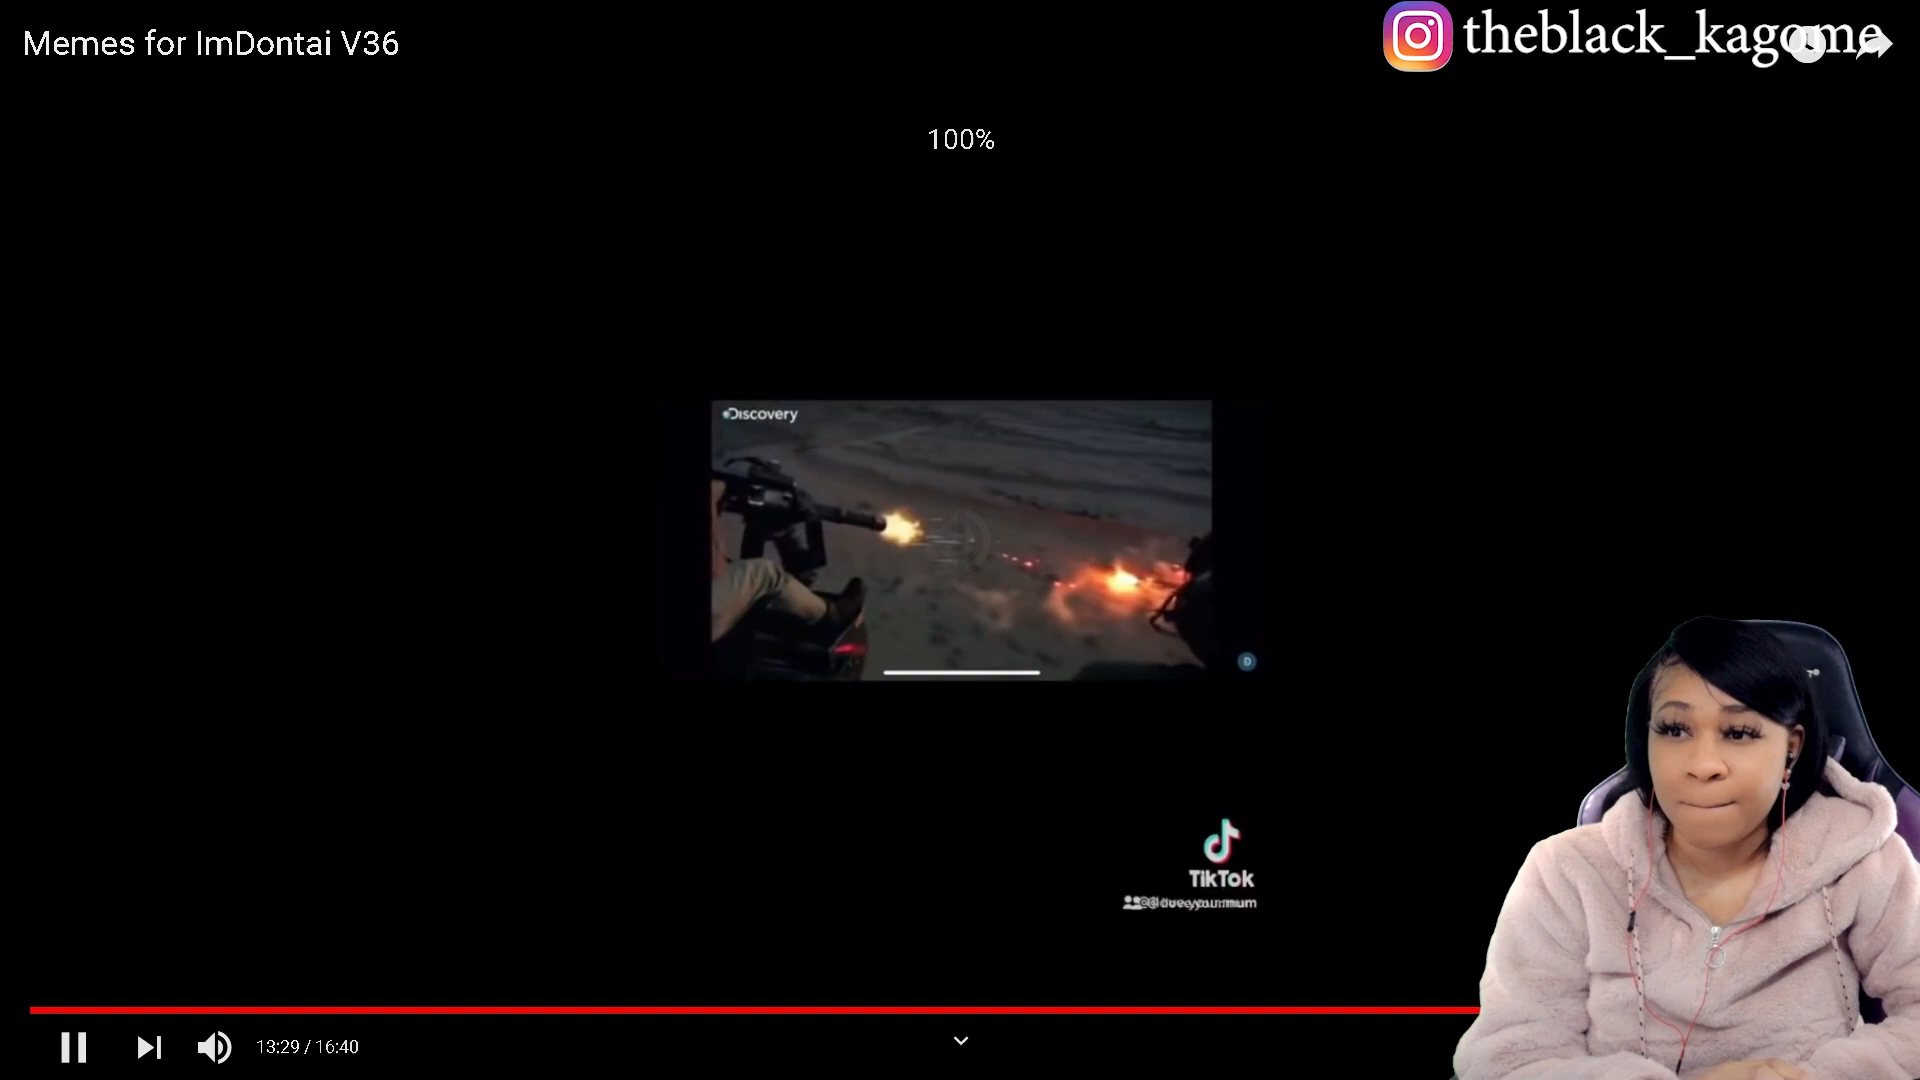 Memes for ImDontai V36
theblack_kagome
100%
Discovery
D
TikTok
13:29 / 16:40